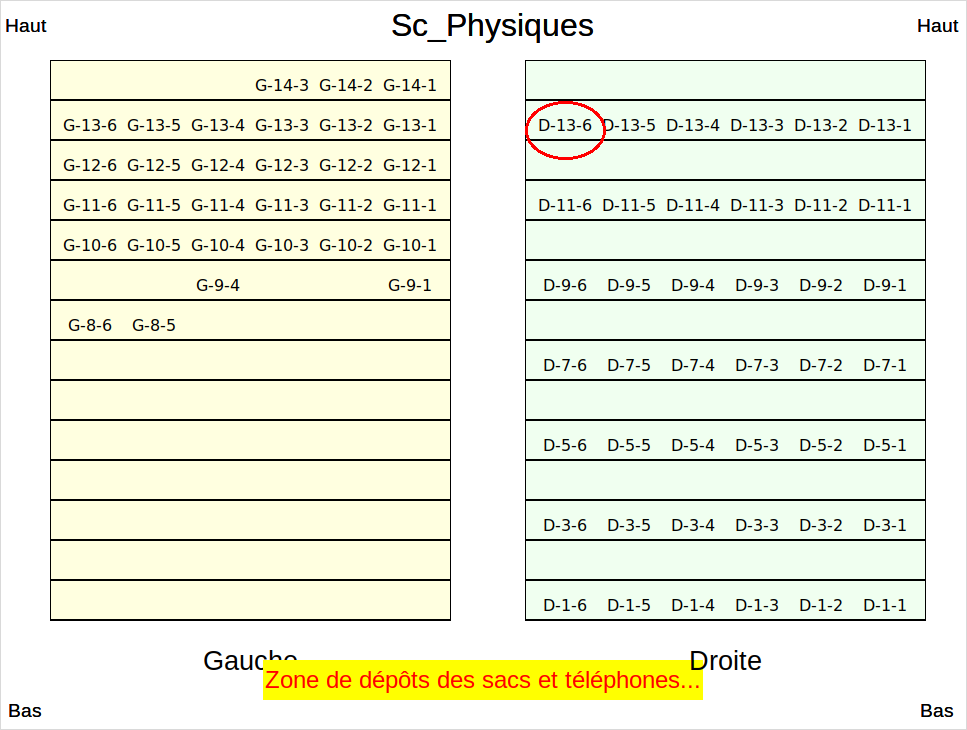 Sc_Physiques
Haut Haut
G-14-3 G-14-2 G-14-1
G-13-6 G-13-5 G-13-4 G-13-3 G-13-2 G-13-1 D-13-6 D-13-5 D-13-4 D-13-3 D-13-2 D-13-1
G-12-6 G-12-5 G-12-4 G-12-3 G-12-2 G-12-1
G-11-6 G-11-5 G-11-4 G-11-3 G-11-2 G-11-1 D-11-6 D-11-5 D-11-4 D-11-3 D-11-2 D-11-1
G-10-6 G-10-5 G-10-4 G-10-3 G-10-2 G-10-1
G-9-4 G-9-1 D-9-6 D-9-5 D-9-4 D-9-3 D-9-2 D-9-1
G-8-6 G-8-5
D-7-6 D-7-5 D-7-4 D-7-3 D-7-2 D-7-1
D-5-6 D-5-5 D-5-4 D-5-3 D-5-2 D-5-1
D-3-6 D-3-5 D-3-4 D-3-3 D-3-2 D-3-1
D-1-6 D-1-5 D-1-4 D-1-3 D-1-2 D-1-1
Gauche Droite
Zone de dépôts des sacs et téléphones...
Bas Bas